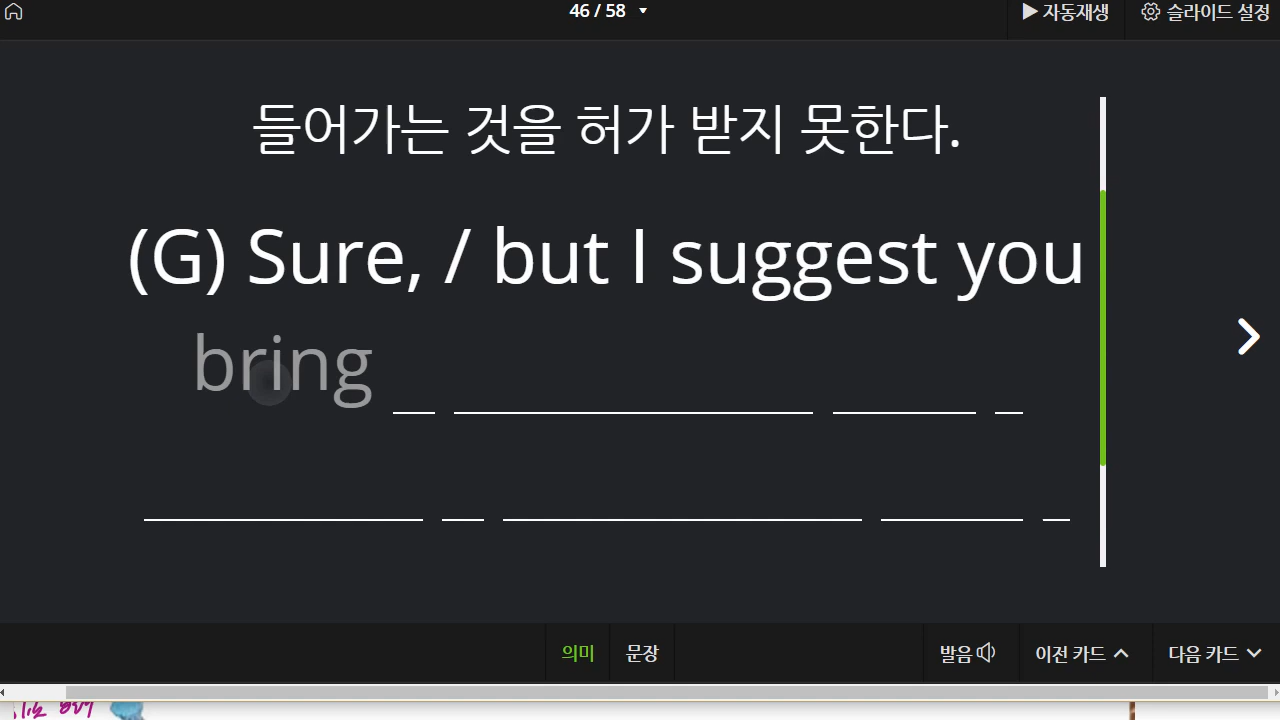 46 / 58
자동재생
슬라이드 설정
들어가는 것을 허가 받지 못한다.
(G) Sure, / but I suggest you
bring
의미
문장
발음
이전 카드
다음 카드